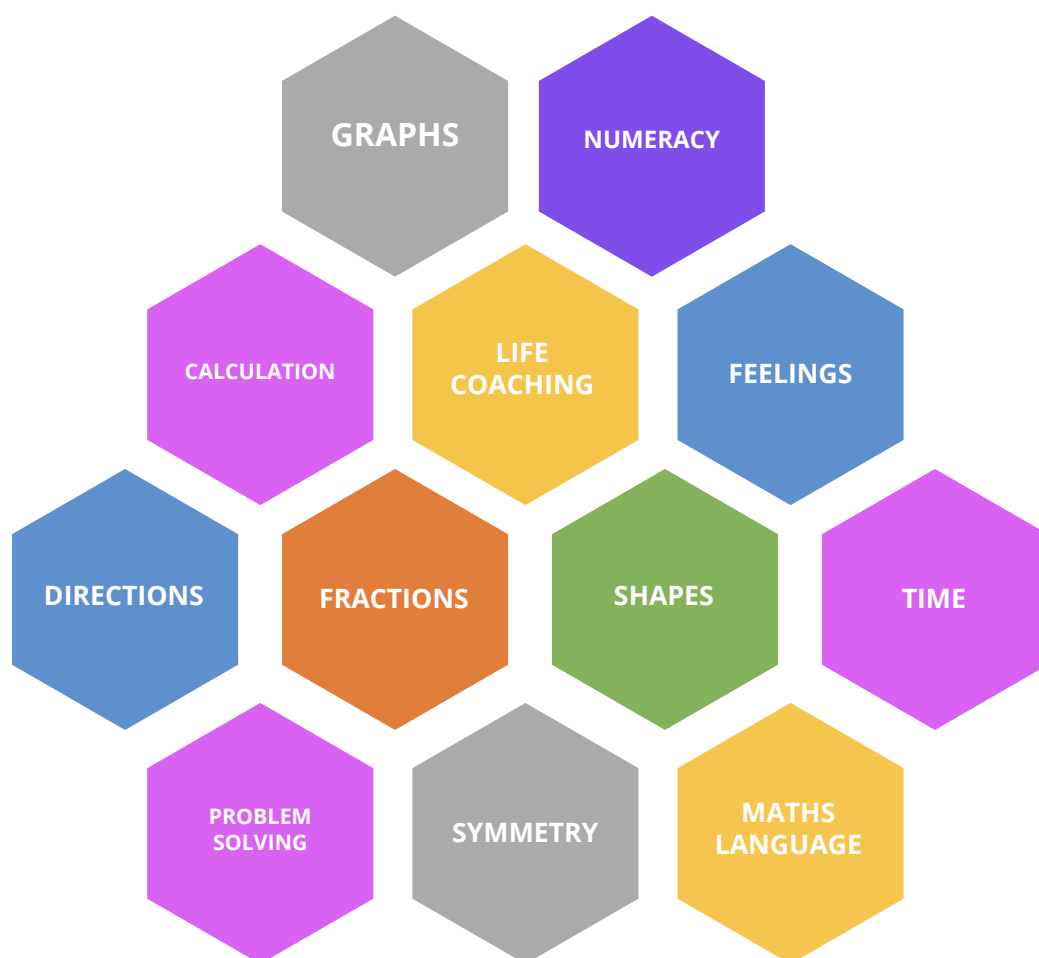 GRAPHS
NUMERACY
CALCULATION
LIFE
COACHING
FEELINGS
DIRECTIONS
FRACTIONS
SHAPES
TIME
PROBLEM
SOLVING
SYMMETRY
MATHS
LANGUAGE